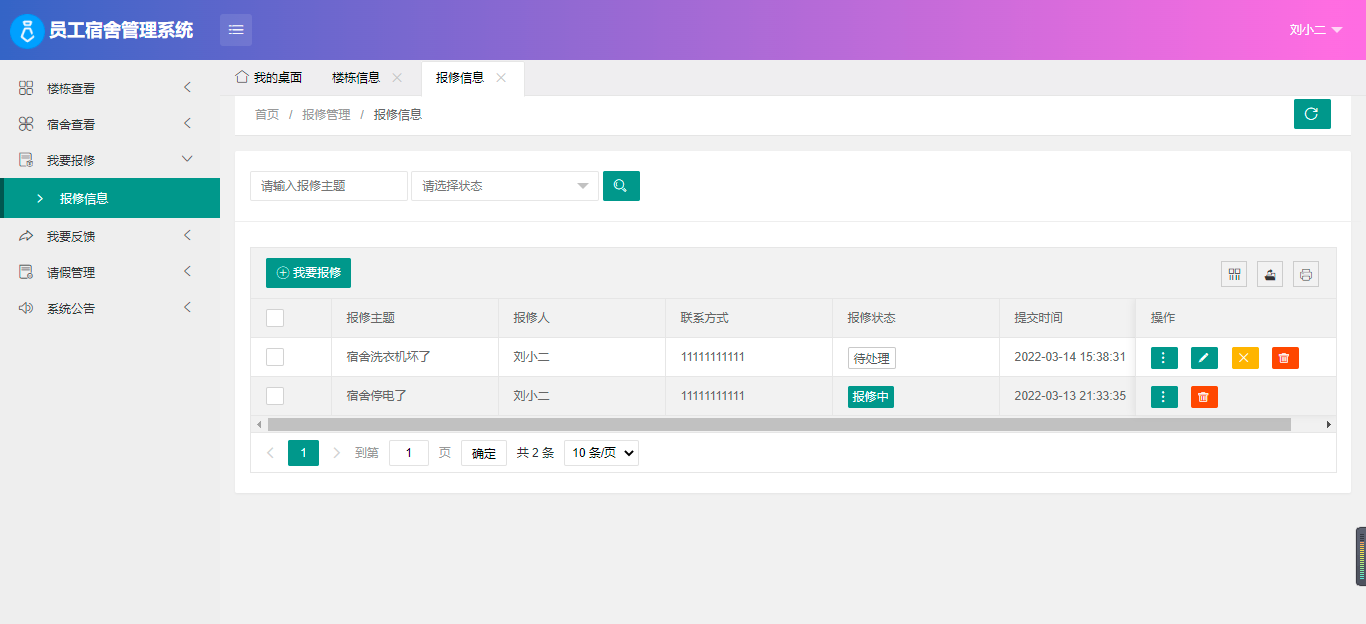 员工宿舍管理系统
刘小二
楼栋查看
宿舍查看
我要报修
报修信息
我要反馈
请假管理
系统公告
我的桌面 楼栋信息 报修信息
首页 / 报修管理 / 报修信息
请输入报修主题 请选择状态
我要报修
报修主题 报修人 联系方式 报修状态 提交时间 操作
宿舍洗衣机坏了 刘小二 11111111111 待处理 2022-03-14 15:38:31
宿舍停电了 刘小二 11111111111 报修中 2022-03-13 21:33:35
1 到第 1 页 确定 共 2 条 10 条/页